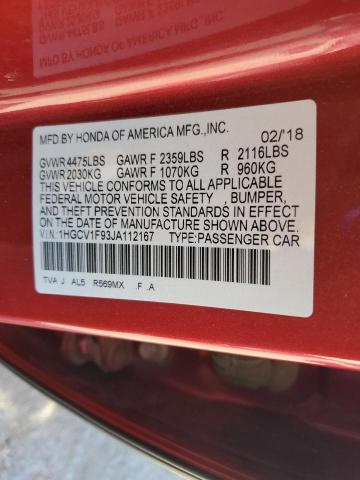 MFD BY HONDA OF AMERICA MFG.,INC. 02/'18
GVWR 4475LBS GAWR F 2359LBS R 2116LBS
GVWR 2030KG GAWR F 1070KG R 960KG
THIS VEHICLE CONFORMS TO ALL APPLICABLE
FEDERAL MOTOR VEHICLE SAFETY , BUMPER,
AND THEFT PREVENTION STANDARDS IN EFFECT
ON THE DATE OF MANUFACTURE SHOWN ABOVE.
V.I.N.:1HGCV1F93JA112167 TYPE:PASSENGER CAR
TVA J AL5 R569MX .F .A